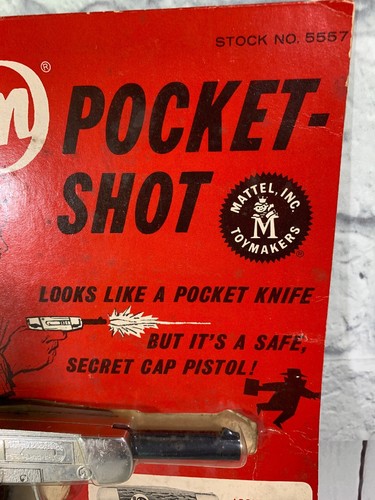 STOCK NO. 5557
m®
POCKET-
SHOT
MATTEL, INC.
M
TOYMAKERS
®
LOOKS LIKE A POCKET KNIFE
BUT IT'S A SAFE,
SECRET CAP PISTOL!